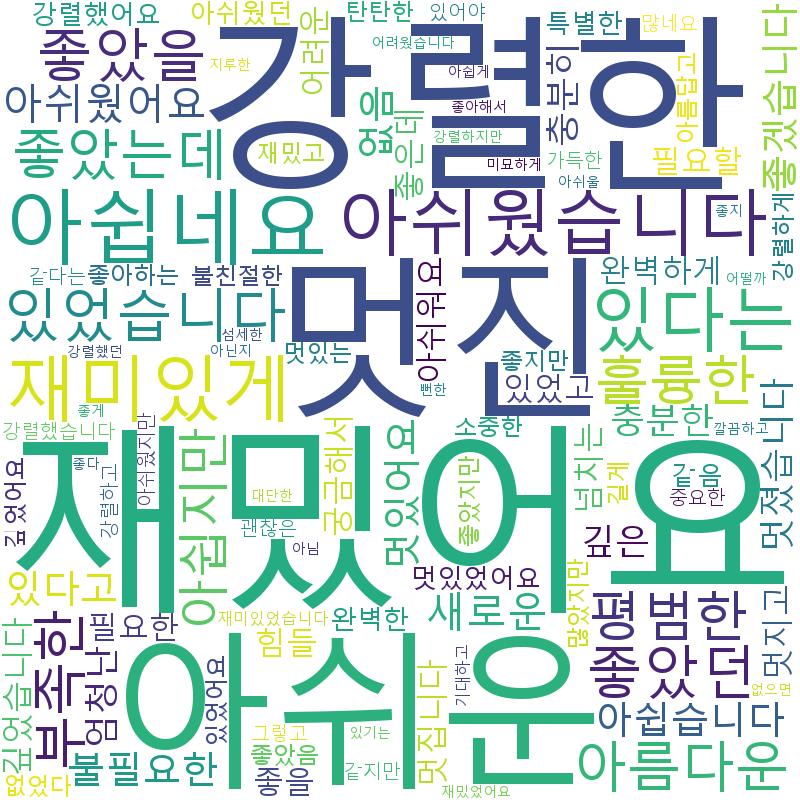 강렬했어요
아쉬웠던
탄탄한
있어야
특별한
많네요
좋았을
강렬한
어려운
어려웠습니다
지루한
아쉽게
좋아해서
충분히
아름답고
좋겠습니다
아쉬웠어요
없음
강렬하지만
좋았는데
재밌고
좋은데
미묘하게
가득한
필요할
아쉬울
아쉽네요
아쉬웠습니다
좋지
강렬하게
같다는
좋아하는
불친절한
멋진
아쉬워요
완벽하게
어떨까
있었습니다
있다는
섬세한
강렬했던
아닌지
멋있는
좋지만
재미있게
뻔한
있었고
훌륭한
좋게
강렬했습니다
재밌어요
소중한
충분한
깔끔하고
멋졌습니다
좋다
아쉬웠지만
아쉽지만
궁금해서
멋있어요
좋았지만
넘치는
길게
같음
중요한
깊었어요
강렬하고
대단한
괜찮은
아님
깊은
있다고
멋있었어요
많았지만
부족한
필요한
재미있었습니다
완벽한
새로운
평범한
멋지고
힘들
아쉬운
깊었습니다
엄청난
있었어요
기대하고
좋았던
없으면
멋집니다
그렇고
있기는
아쉽습니다
불필요한
좋았음
같지만
아름다운
없었다
좋을
재밌었어요